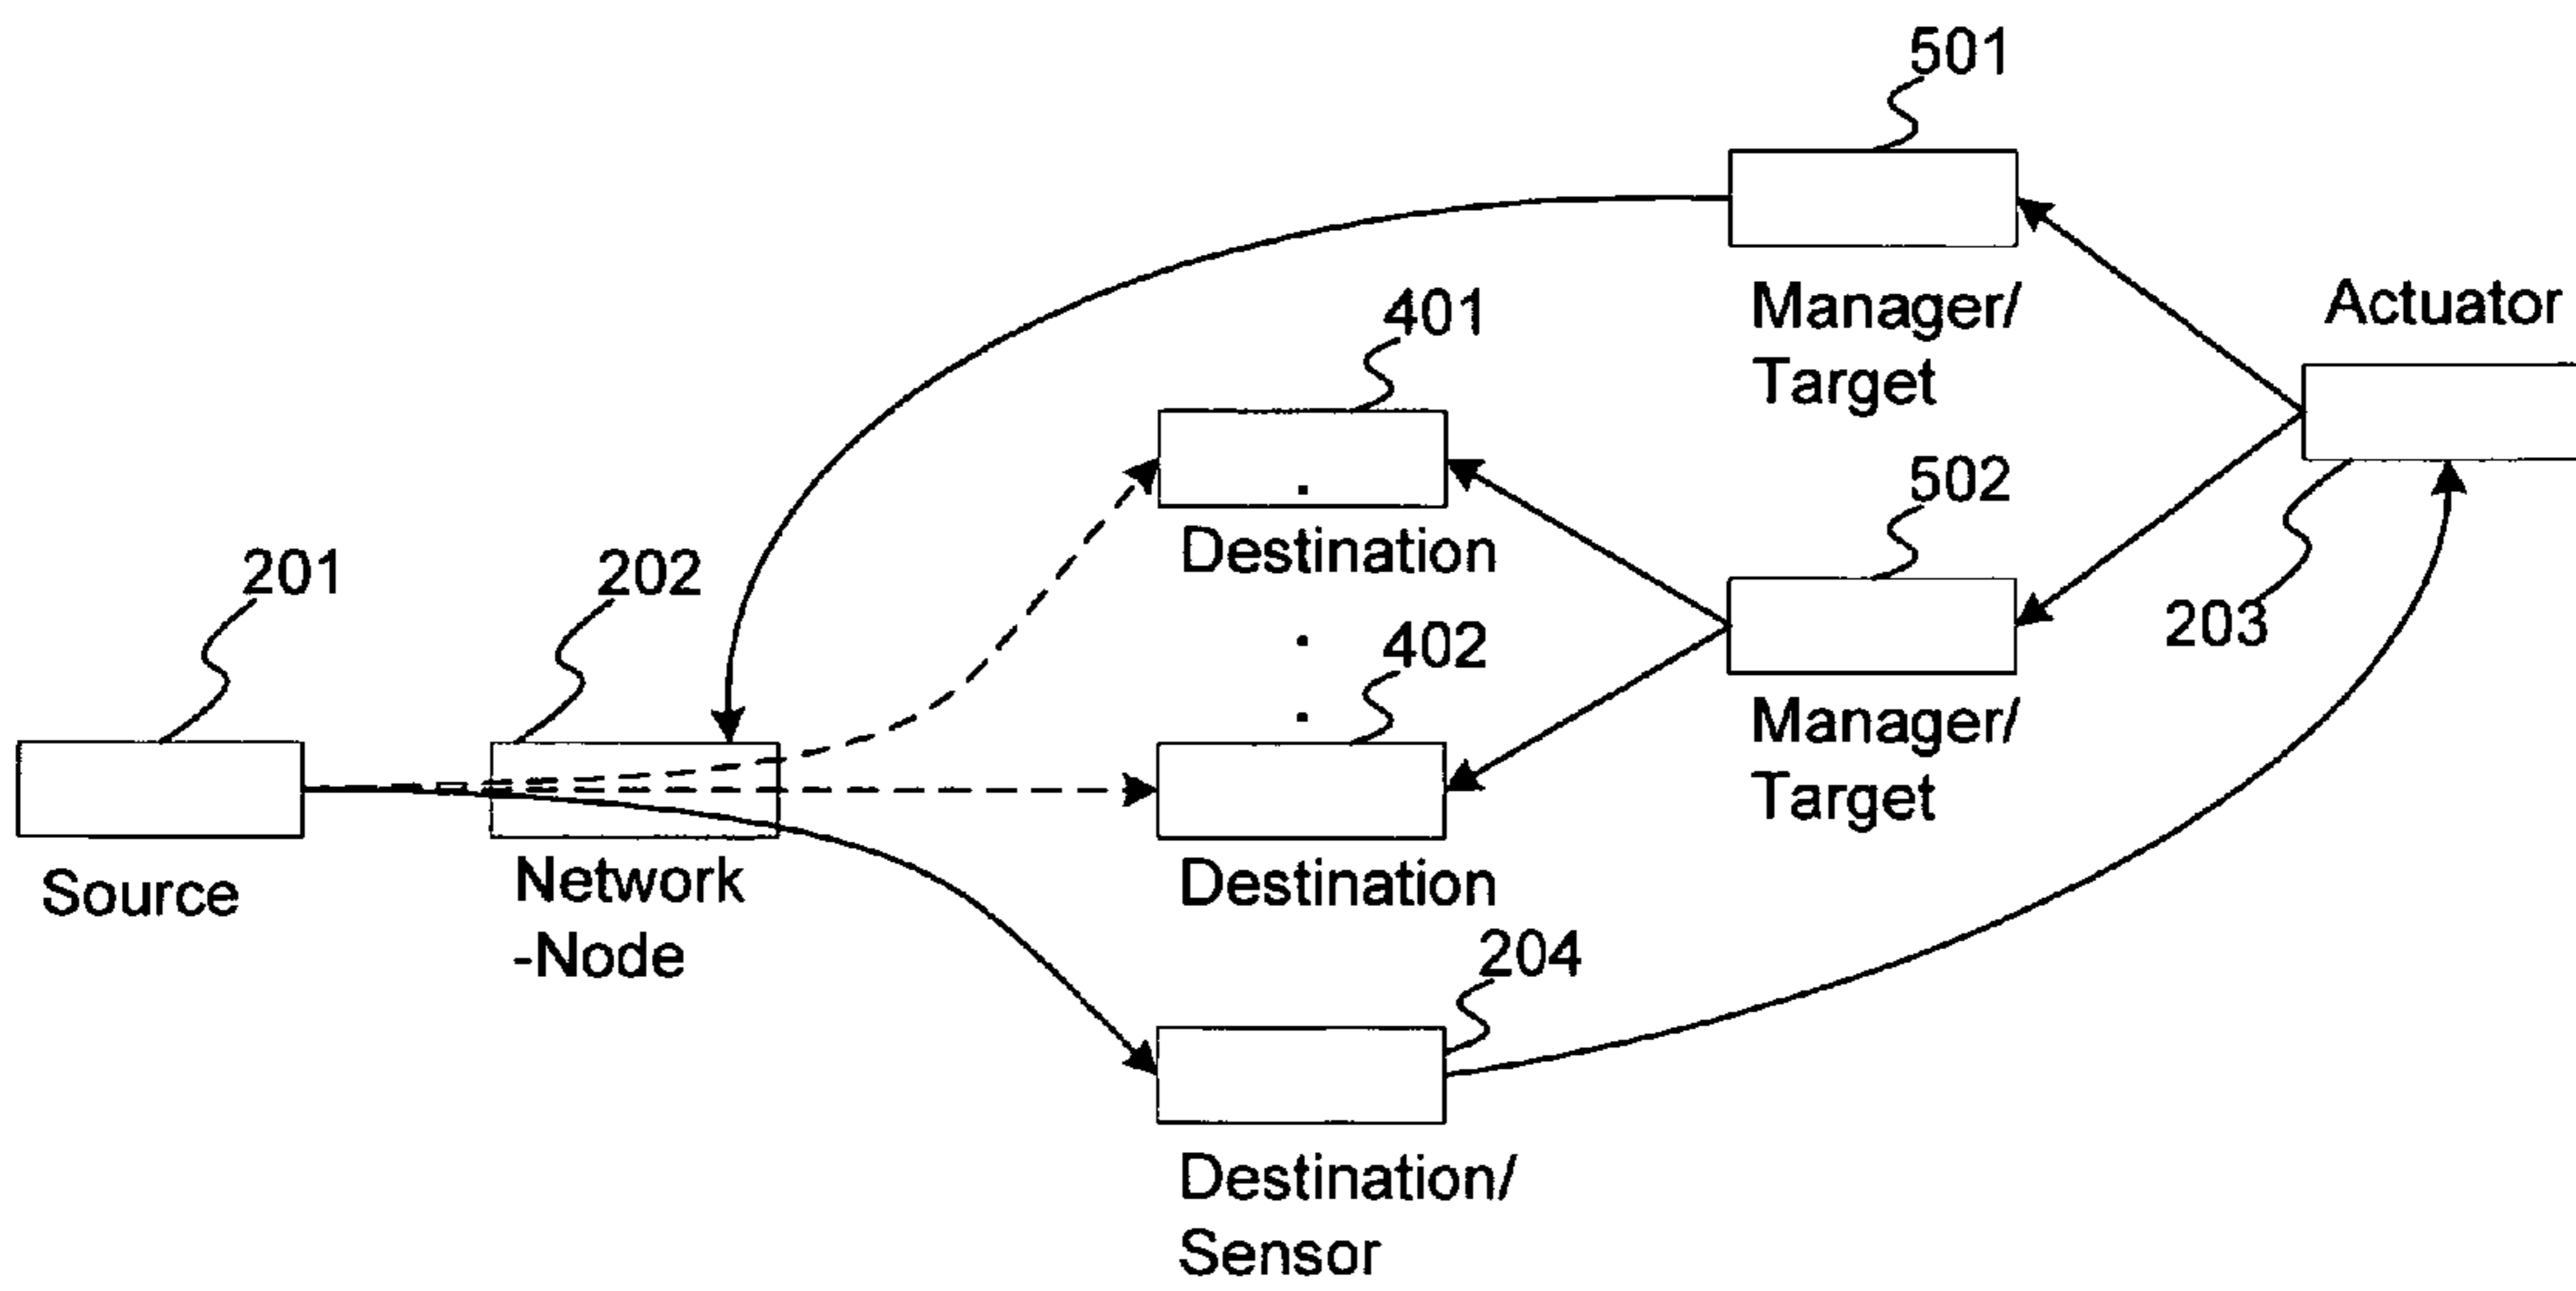 501
Manager/
Target
Actuator
401
Destination
502
203
201
202
402
Manager/
Target
Source
Network
-Node
Destination
204
Destination/
Sensor